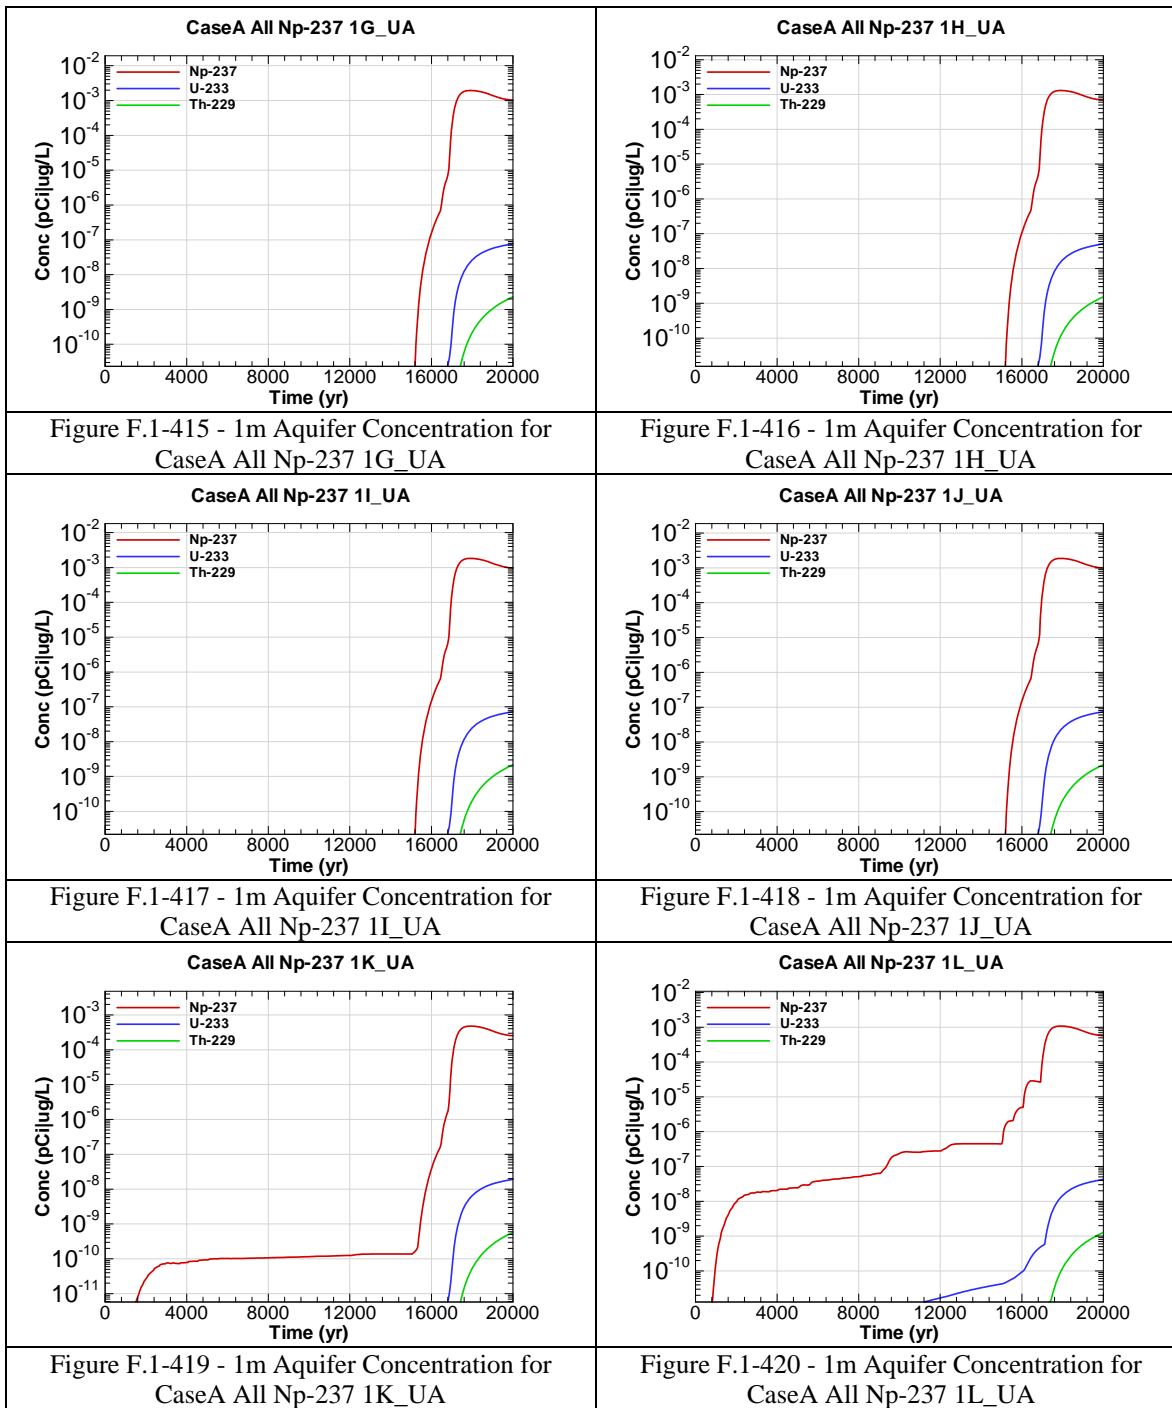 CaseA All Np-237 1G_UA
Np-237
U-233
Th-229
Conc (pCi|ug/L)
10-2
10-3
10-4
10-5
10-6
10-7
10-8
10-9
10-10
0 4000 8000 12000 16000 20000
Time (yr)
Figure F.1-415 - 1m Aquifer Concentration for
CaseA All Np-237 1G_UA
CaseA All Np-237 1H_UA
Np-237
U-233
Th-229
Conc (pCi|ug/L)
10-2
10-3
10-4
10-5
10-6
10-7
10-8
10-9
10-10
0 4000 8000 12000 16000 20000
Time (yr)
Figure F.1-416 - 1m Aquifer Concentration for
CaseA All Np-237 1H_UA
CaseA All Np-237 1I_UA
Np-237
U-233
Th-229
Conc (pCi|ug/L)
10-2
10-3
10-4
10-5
10-6
10-7
10-8
10-9
10-10
0 4000 8000 12000 16000 20000
Time (yr)
Figure F.1-417 - 1m Aquifer Concentration for
CaseA All Np-237 1I_UA
CaseA All Np-237 1J_UA
Np-237
U-233
Th-229
Conc (pCi|ug/L)
10-2
10-3
10-4
10-5
10-6
10-7
10-8
10-9
10-10
0 4000 8000 12000 16000 20000
Time (yr)
Figure F.1-418 - 1m Aquifer Concentration for
CaseA All Np-237 1J_UA
CaseA All Np-237 1K_UA
Np-237
U-233
Th-229
Conc (pCi|ug/L)
10-3
10-4
10-5
10-6
10-7
10-8
10-9
10-10
10-11
0 4000 8000 12000 16000 20000
Time (yr)
Figure F.1-419 - 1m Aquifer Concentration for
CaseA All Np-237 1K_UA
CaseA All Np-237 1L_UA
Np-237
U-233
Th-229
Conc (pCi|ug/L)
10-2
10-3
10-4
10-5
10-6
10-7
10-8
10-9
10-10
0 4000 8000 12000 16000 20000
Time (yr)
Figure F.1-420 - 1m Aquifer Concentration for
CaseA All Np-237 1L_UA